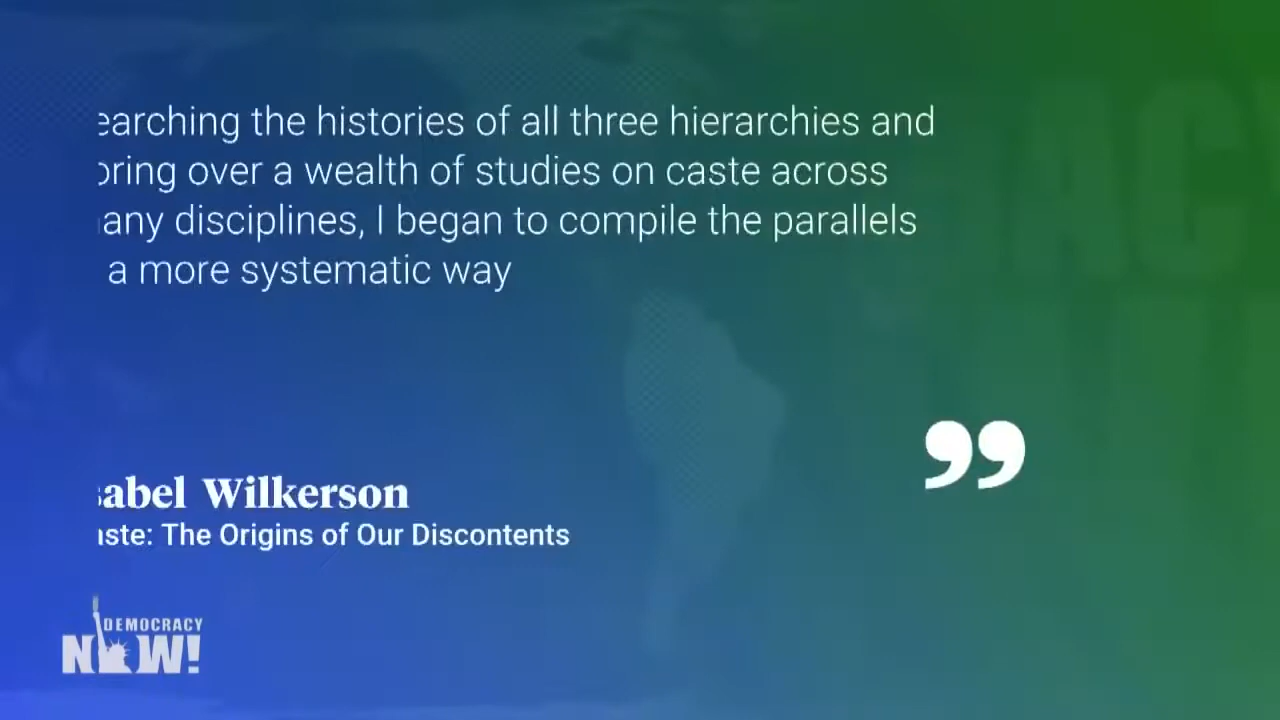 earching the histories of all three hierarchies and
oring over a wealth of studies on caste across
any disciplines, I began to compile the parallels
a more systematic way
sabel Wilkerson
aste: The Origins of Our Discontents
”
DEMOCRACY
NOW!